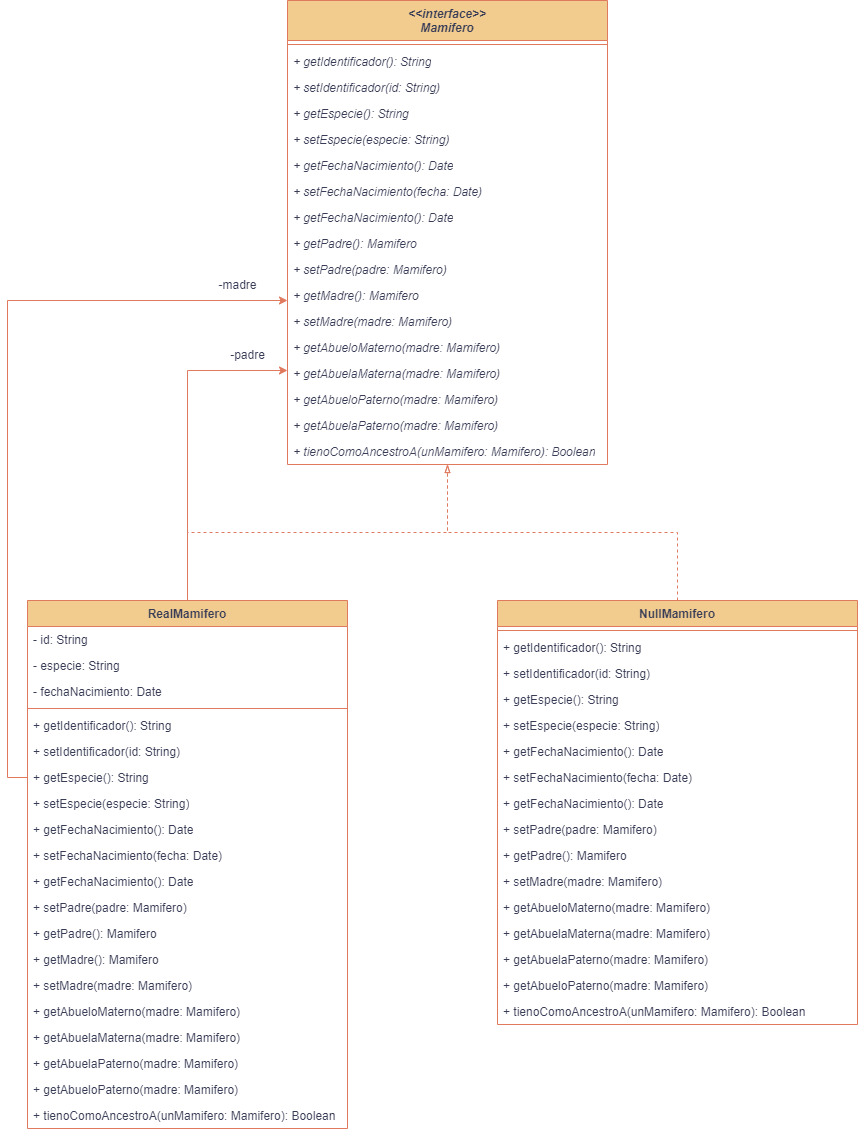 <<interface>>
Mamifero
+ getIdentificador(): String
+ setIdentificador(id: String)
+ getEspecie(): String
+ setEspecie(especie: String)
+ getFechaNacimiento(): Date
+ setFechaNacimiento(fecha: Date)
+ getFechaNacimiento(): Date
+ getPadre(): Mamifero
+ setPadre(padre: Mamifero)
+ getMadre(): Mamifero
+ setMadre(madre: Mamifero)
+ getAbueloMaterno(madre: Mamifero)
+ getAbuelaMaterna(madre: Mamifero)
+ getAbueloPaterno(madre: Mamifero)
+ getAbuelaPaterno(madre: Mamifero)
+ tienoComoAncestroA(unMamifero: Mamifero): Boolean
-madre
-padre
RealMamifero
- id: String
- especie: String
- fechaNacimiento: Date
+ getIdentificador(): String
+ setIdentificador(id: String)
+ getEspecie(): String
+ setEspecie(especie: String)
+ getFechaNacimiento(): Date
+ setFechaNacimiento(fecha: Date)
+ getFechaNacimiento(): Date
+ setPadre(padre: Mamifero)
+ getPadre(): Mamifero
+ getMadre(): Mamifero
+ setMadre(madre: Mamifero)
+ getAbueloMaterno(madre: Mamifero)
+ getAbuelaMaterna(madre: Mamifero)
+ getAbuelaPaterno(madre: Mamifero)
+ getAbueloPaterno(madre: Mamifero)
+ tienoComoAncestroA(unMamifero: Mamifero): Boolean
NullMamifero
+ getIdentificador(): String
+ setIdentificador(id: String)
+ getEspecie(): String
+ setEspecie(especie: String)
+ getFechaNacimiento(): Date
+ setFechaNacimiento(fecha: Date)
+ getFechaNacimiento(): Date
+ setPadre(padre: Mamifero)
+ getPadre(): Mamifero
+ setMadre(madre: Mamifero)
+ getAbueloMaterno(madre: Mamifero)
+ getAbuelaMaterna(madre: Mamifero)
+ getAbuelaPaterno(madre: Mamifero)
+ getAbueloPaterno(madre: Mamifero)
+ tienoComoAncestroA(unMamifero: Mamifero): Boolean